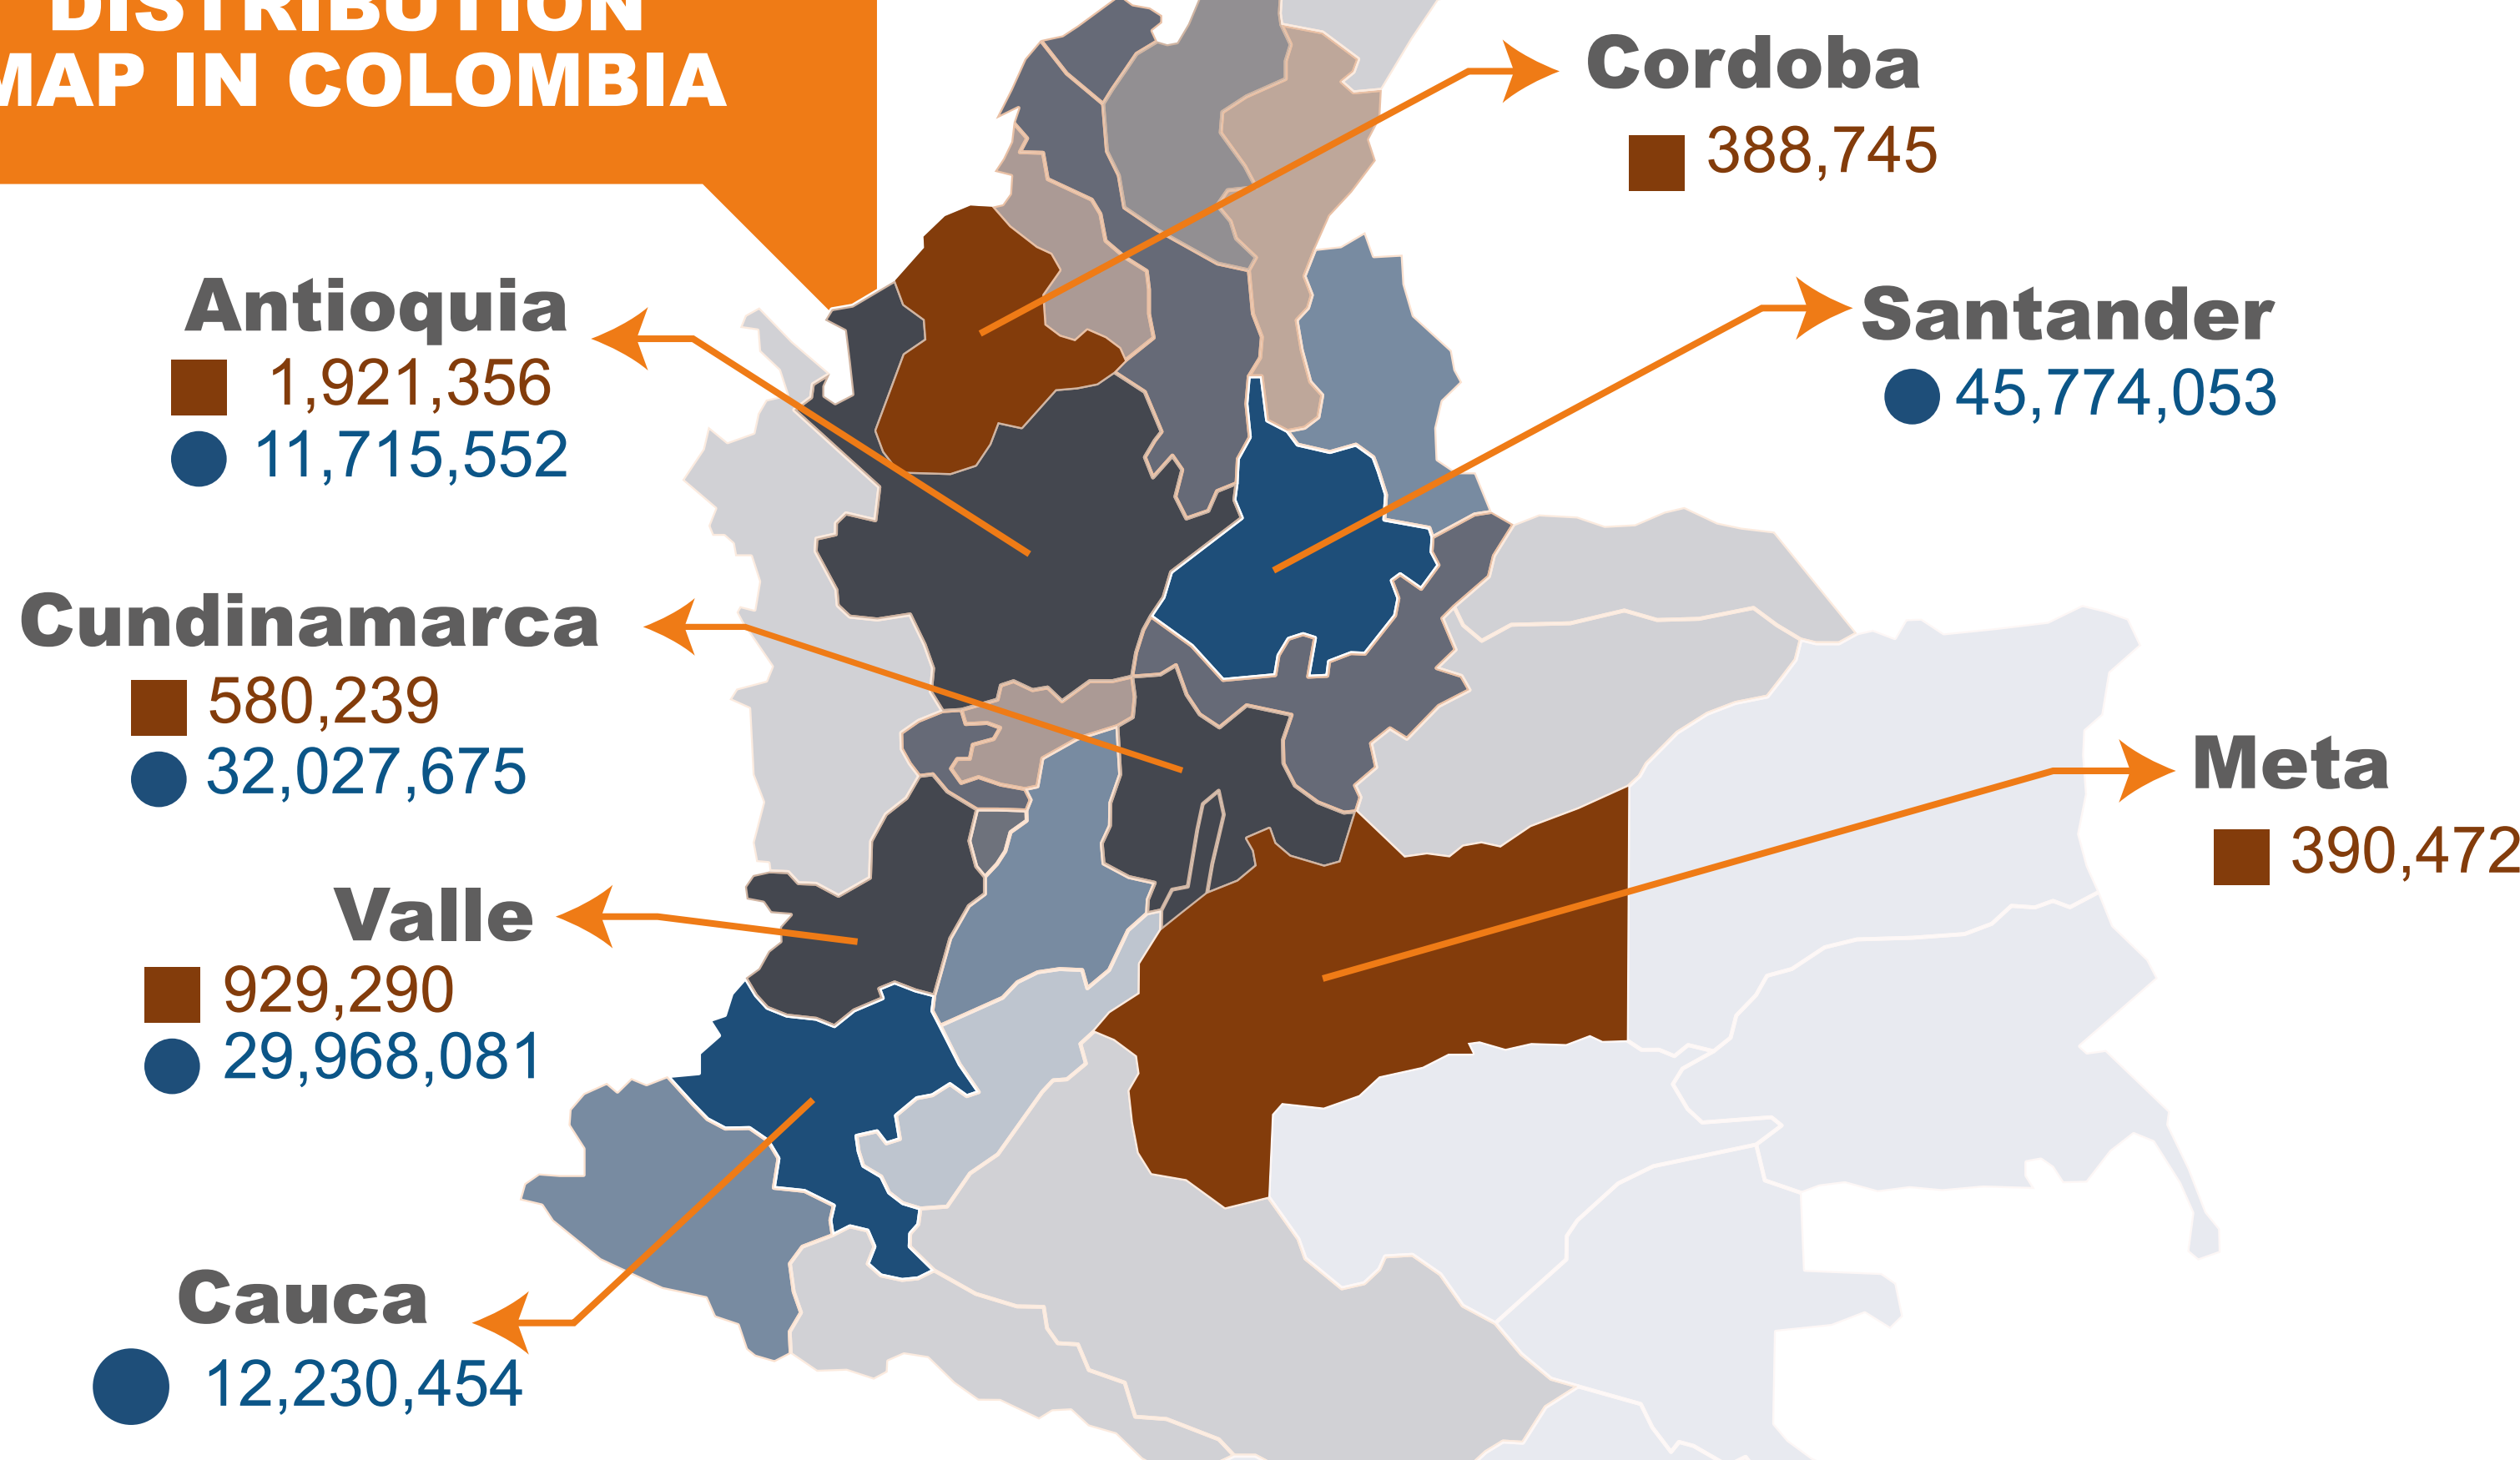 DISTRIBUTION
MAP IN COLOMBIA
Cordoba
388,745
Antioquia
1,921,356
11,715,552
Santander
45,774,053
Cundinamarca
580,239
32,027,675
Meta
390,472
Valle
929,290
29,968,081
Cauca
12,230,454